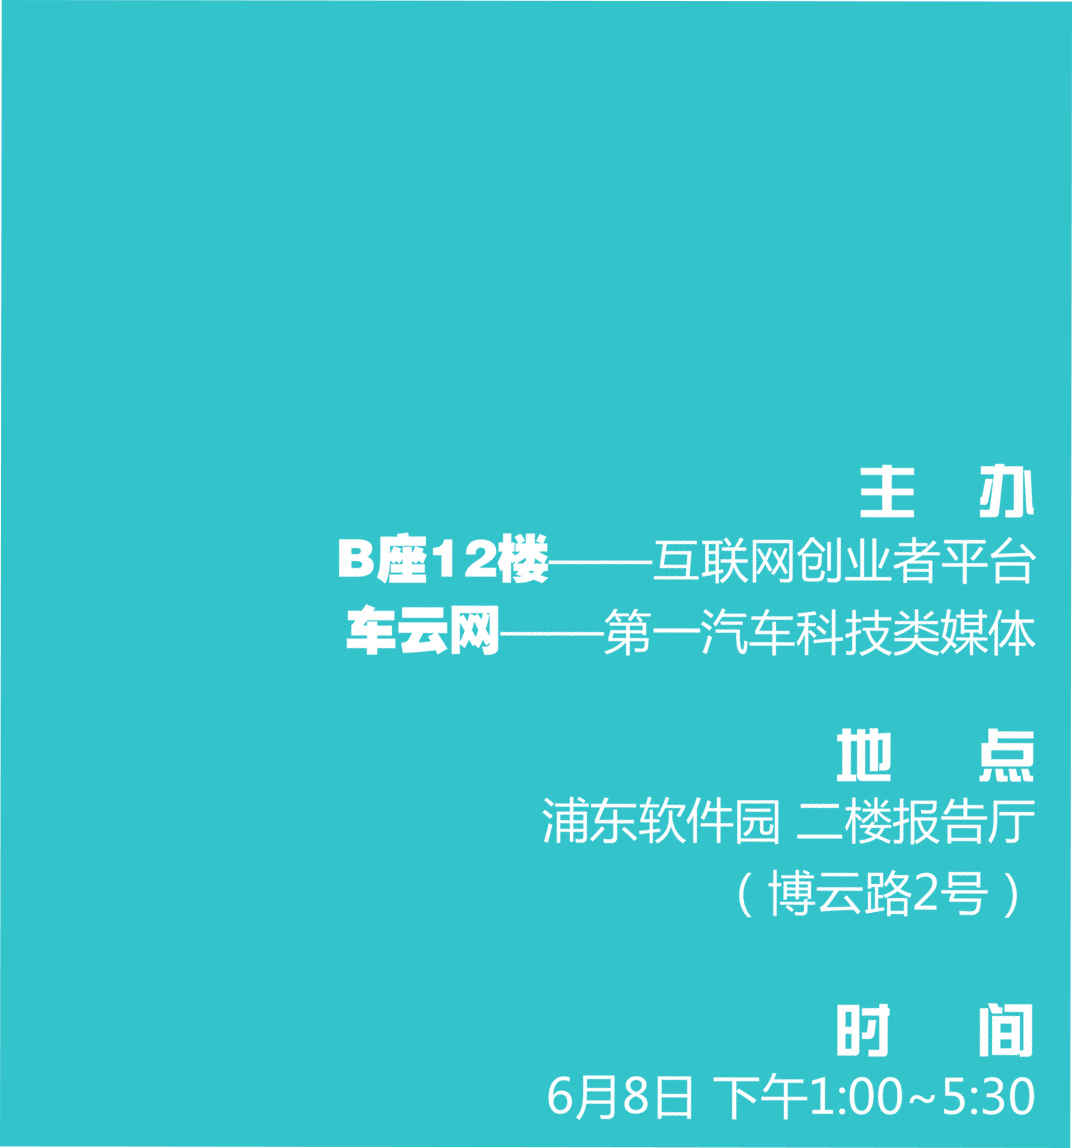 主 办
B座12楼——互联网创业者平台
车云网——第一汽车科技类媒体
地 点
浦东软件园 二楼报告厅
（博云路2号）
时 间
6月8日 下午1:00~5:30